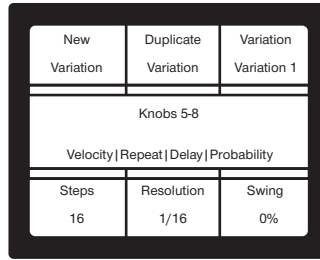 New Duplicate Variation
Variation Variation Variation 1
Knobs 5-8
Velocity|Repeat|Delay|Probability
Steps Resolution Swing
16 1/16 0%